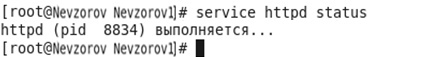 [root@Nevzorov Nevzorov1]# service httpd status
httpd (pid  8834) выполняется...
[root@Nevzorov Nevzorov1]#